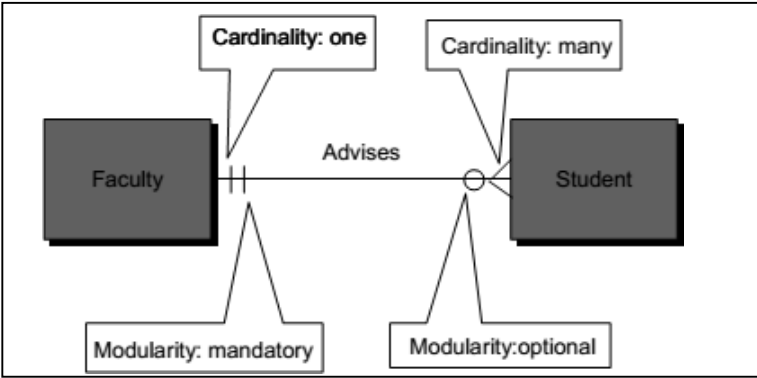 Cardinality: one
Cardinality: many
Advises
Faculty
Student
Modularity: mandatory
Modularity:optional